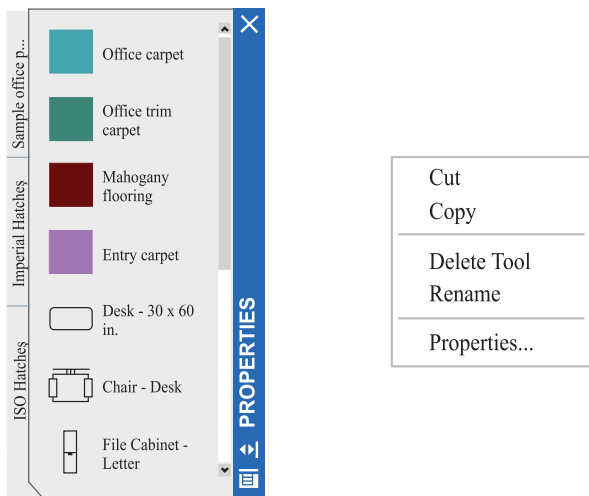 Sample office p...
Imperial Hatches
ISO Hatches
Office carpet
Office trim
carpet
Mahogany
flooring
Entry carpet
Desk - 30 x 60
in.
Chair - Desk
File Cabinet -
Letter
PROPERTIES
Cut
Copy
Delete Tool
Rename
Properties...